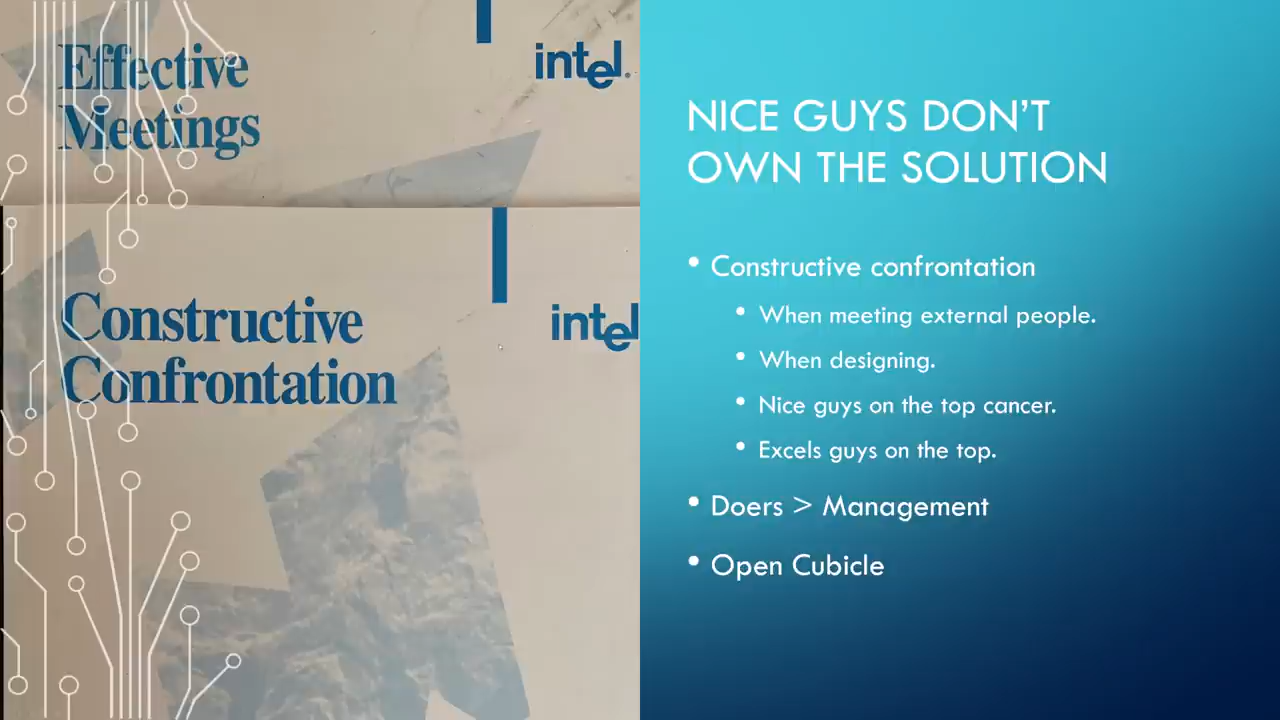 Effective
Meetings
intel.
Constructive
Confrontation
intel
NICE GUYS DON'T
OWN THE SOLUTION
• Constructive confrontation
• When meeting external people.
• When designing.
• Nice guys on the top cancer.
• Excels guys on the top.
• Doers > Management
• Open Cubicle